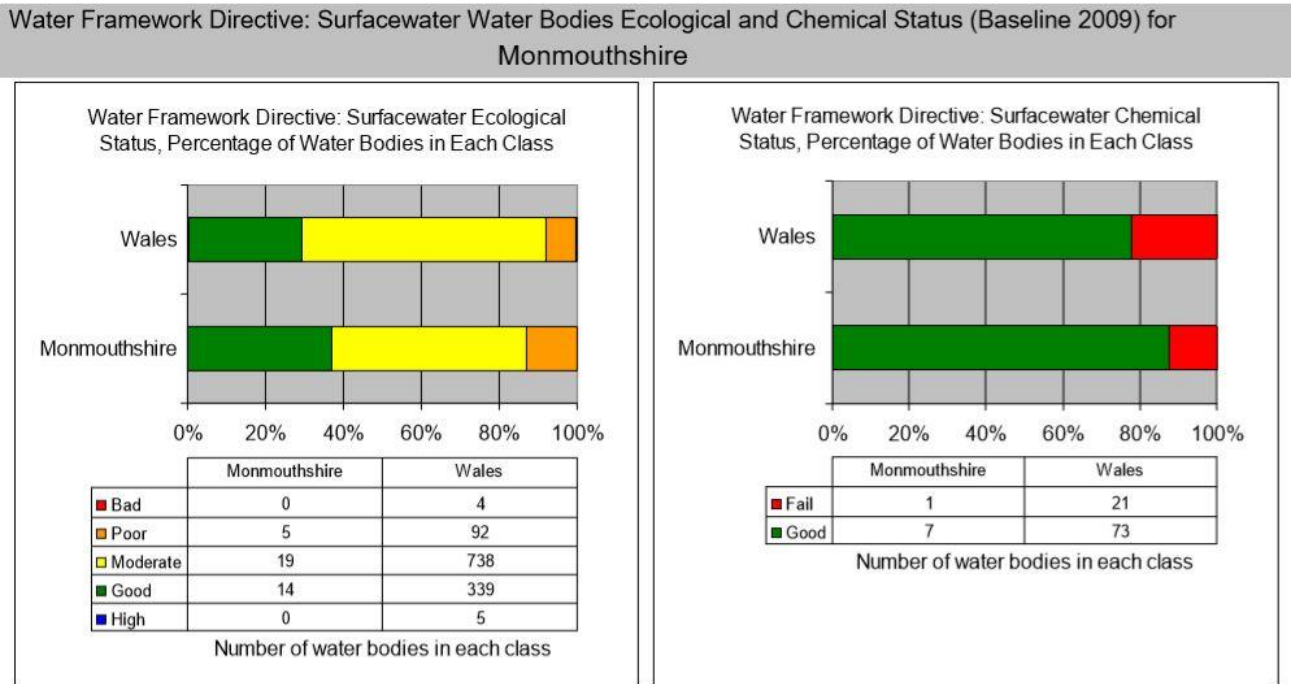 Water Framework Directive: Surfacewater Water Bodies Ecological and Chemical Status (Baseline 2009) for
Monmouthshire
Water Framework Directive: Surfacewater Ecological
Status, Percentage of Water Bodies in Each Class
Wales
Monmouthshire
0% 20% 40% 60% 80% 100%
Monmouthshire Wales
Bad 0 4
Poor 5 92
Moderate 19 738
Good 14 339
High 0 5
Number of water bodies in each class
Water Framework Directive: Surfacewater Chemical
Status, Percentage of Water Bodies in Each Class
Wales
Monmouthshire
0% 20% 40% 60% 80% 100%
Monmouthshire Wales
Fail 1 21
Good 7 73
Number of water bodies in each class